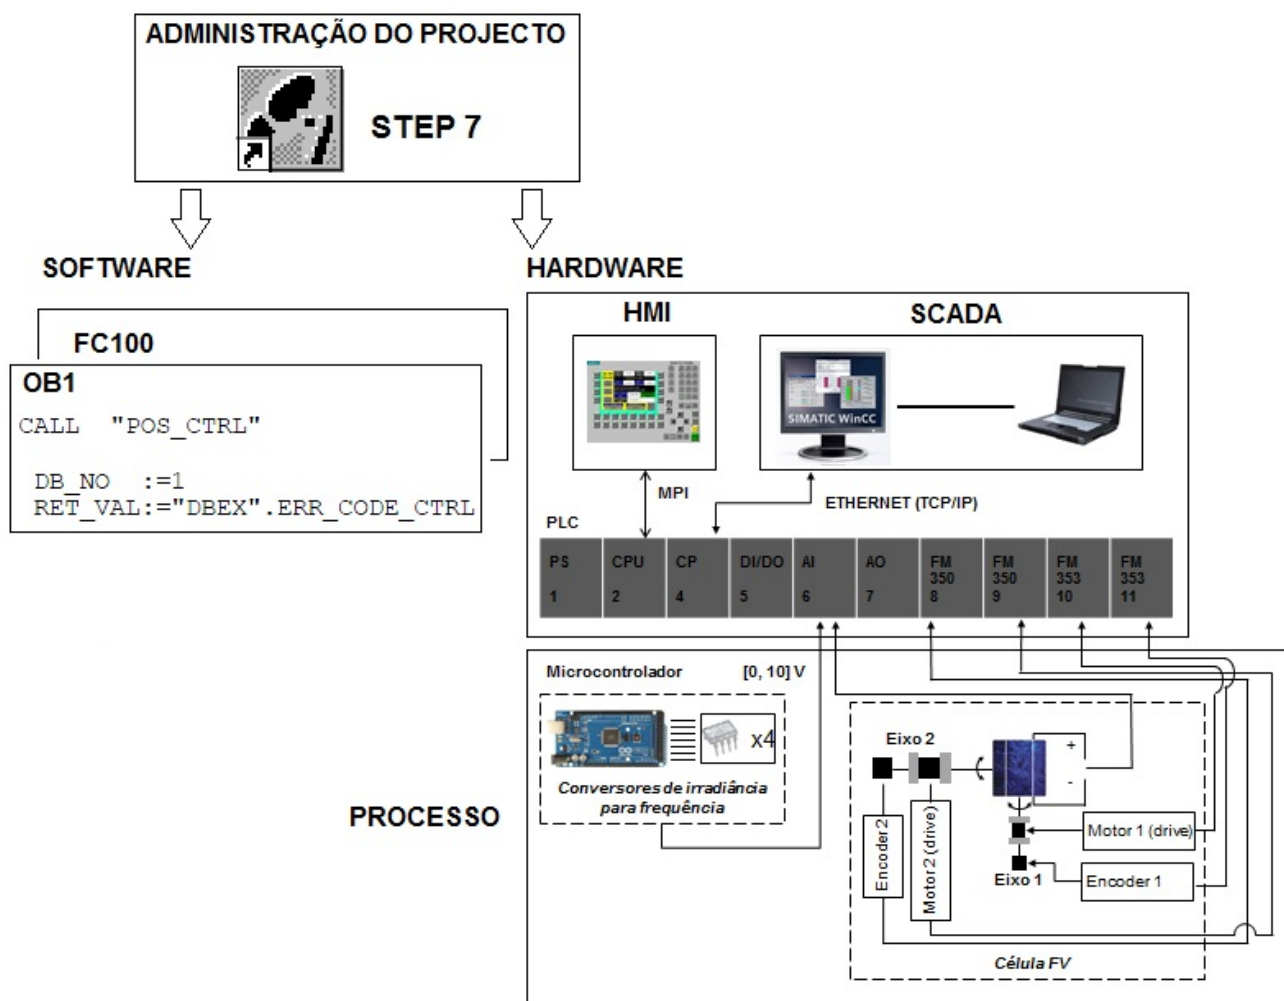 ADMINISTRAÇÃO DO PROJECTO
STEP 7
SOFTWARE
HARDWARE
FC100
OB1
CALL "POS_CTRL"
DB_NO :=1
RET_VAL:="DBEX".ERR_CODE_CTRL
HMI
SCADA
SIMATIC WinCC
MPI
ETHERNET (TCP/IP)
PLC
PS
1
CPU
2
CP
4
DI/DO
5
AI
6
AO
7
FM
350
8
FM
350
9
FM
353
10
FM
353
11
PROCESSO
Microcontrolador
[0, 10] V
x4
Conversores de irradiância
para frequência
Eixo 2
+
-
Encoder 2
Motor 2 (drive)
Motor 1 (drive)
Eixo 1
Encoder 1
Célula FV